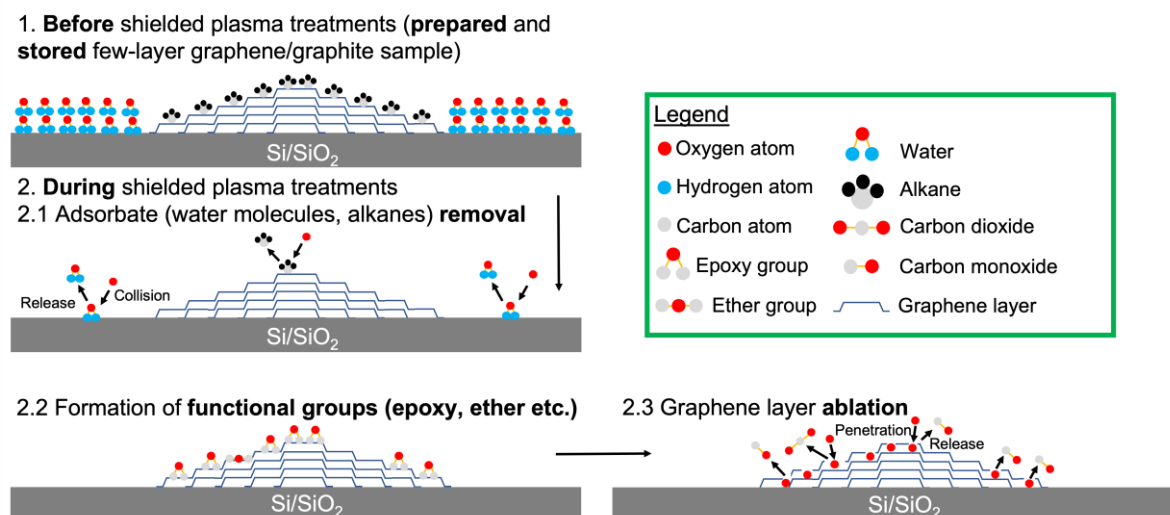 1. Before shielded plasma treatments (prepared and
stored few-layer graphene/graphite sample)
Si/SiO₂
2. During shielded plasma treatments
2.1 Adsorbate (water molecules, alkanes) removal
Release
Collision
Si/SiO₂
Legend
Oxygen atom
Water
Hydrogen atom
Alkane
Carbon atom
Carbon dioxide
Epoxy group
Carbon monoxide
Ether group
Graphene layer
2.2 Formation of functional groups (epoxy, ether etc.)
Si/SiO₂
2.3 Graphene layer ablation
Penetration
Release
Si/SiO₂